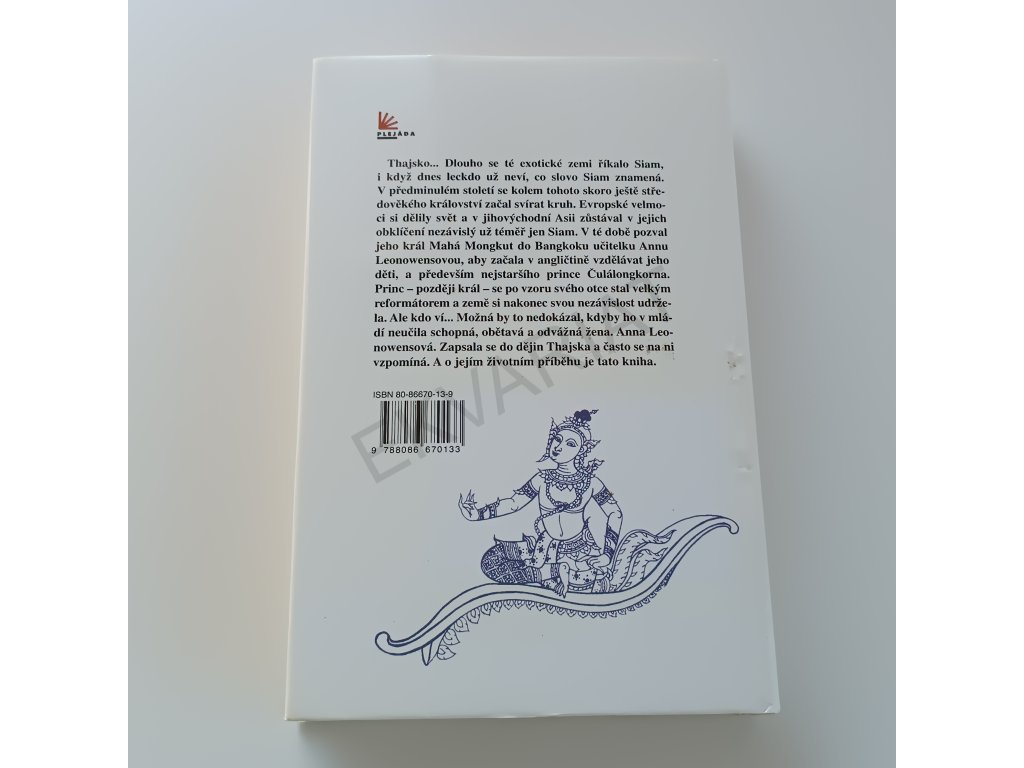 PLEJÁDA
Thajsko... Dlouho se té exotické zemi říkalo Siam,
i když dnes leckdo už neví, co slovo Siam znamená.
V předminulém století se kolem tohoto skoro ještě stře-
dověkého království začal svírat kruh. Evropské velmo-
ci si dělily svět a v jihovýchodní Asii zůstával v jejich
obklíčení nezávislý už téměř jen Siam. V té době pozval
jeho král Mahá Mongkut do Bangkoku učitelku Annu
Leonowensovou, aby začala v angličtině vzdělávat jeho
děti, a především nejstaršího prince Čulálongkorna.
Princ – později král – se po vzoru svého otce stal velkým
reformátorem a země si nakonec svou nezávislost udrže-
la. Ale kdo ví... Možná by to nedokázal, kdyby ho v mlá-
dí neučila schopná, obětavá a odvážná žena. Anna Leo-
nowensová. Zapsala se do dějin Thajska a často se na ni
vzpomíná. A o jejím životním příběhu je tato kniha.
ISBN 80-86670-13-9
9 788086 670133